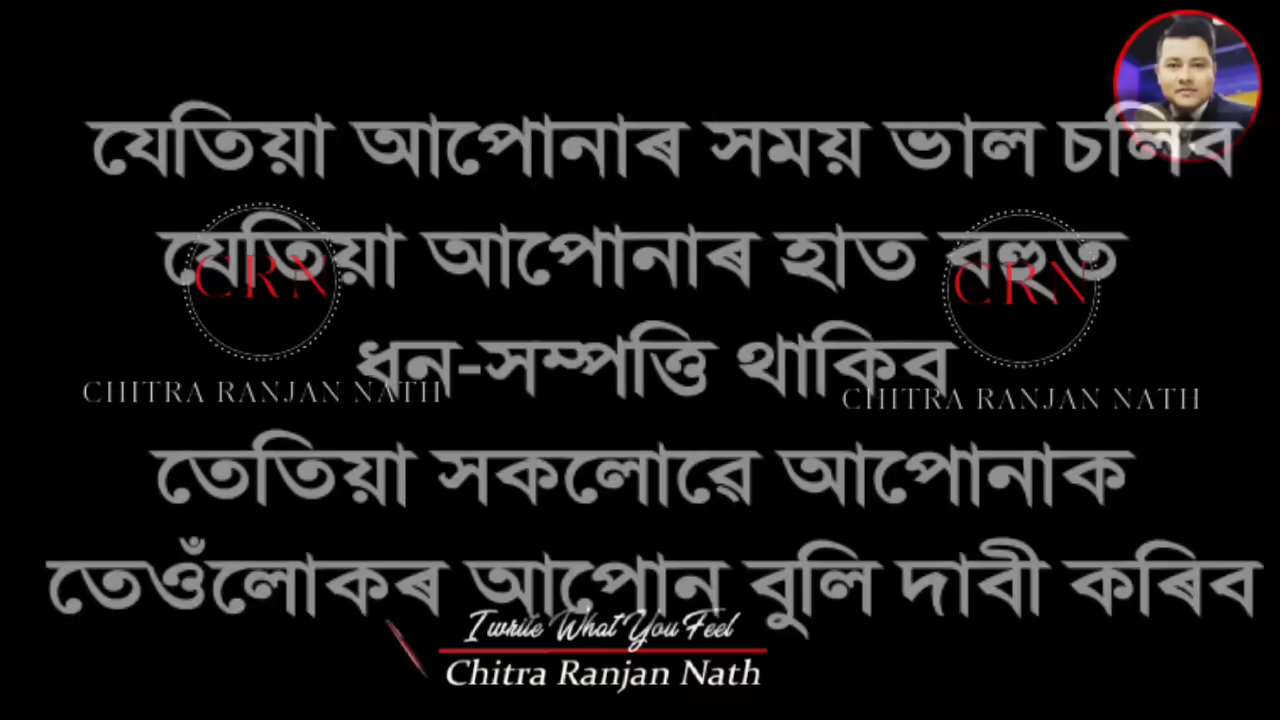 যেতিয়া আপোনাৰ সময় ভাল চলিব
যেতিয়া আপোনাৰ হাত বহুত
CRN
CRN
ধন-সম্পত্তি থাকিব
CHITRA RANJAN NATH
CHITRA RANJAN NATH
তেতিয়া সকলোৱে আপোনাক
তেওঁলোকৰ আপোন বুলি দাবী কৰিব
I write What You Feel
Chitra Ranjan Nath